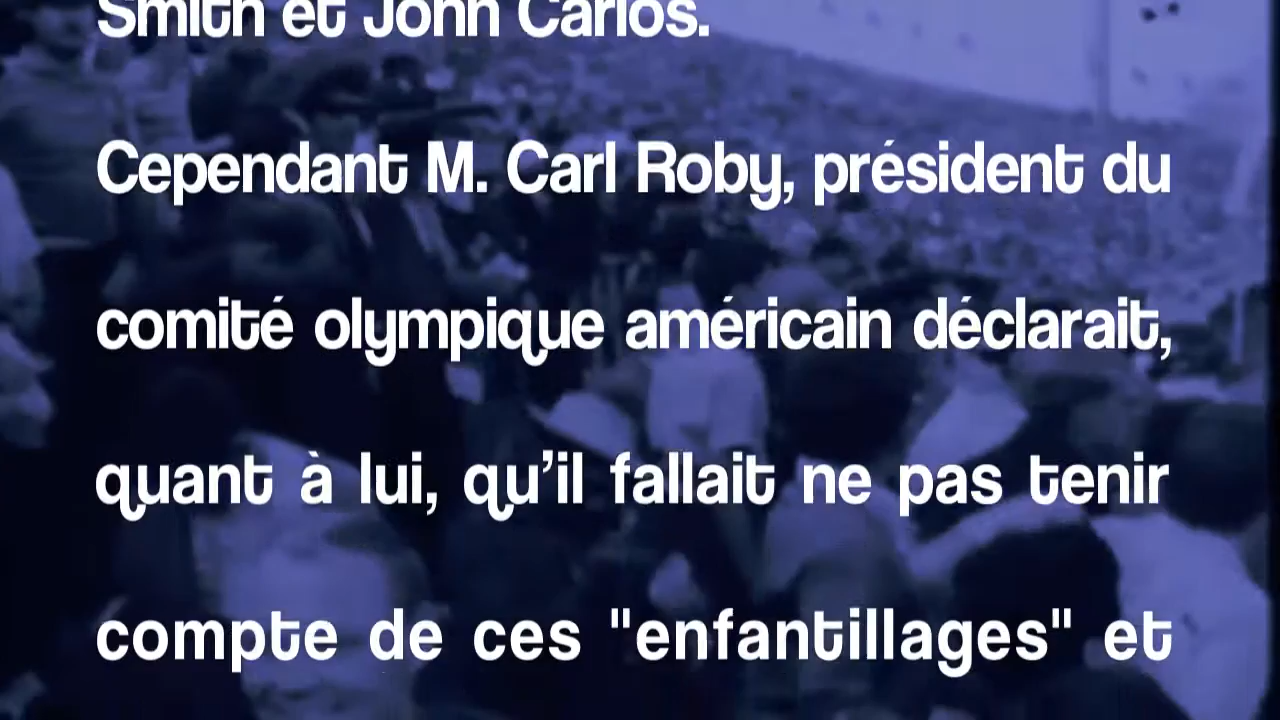 Smith et John Carlos.
Cependant M. Carl Roby, président du
comité olympique américain déclarait,
quant à lui, qu’il fallait ne pas tenir
compte de ces "enfantillages" et